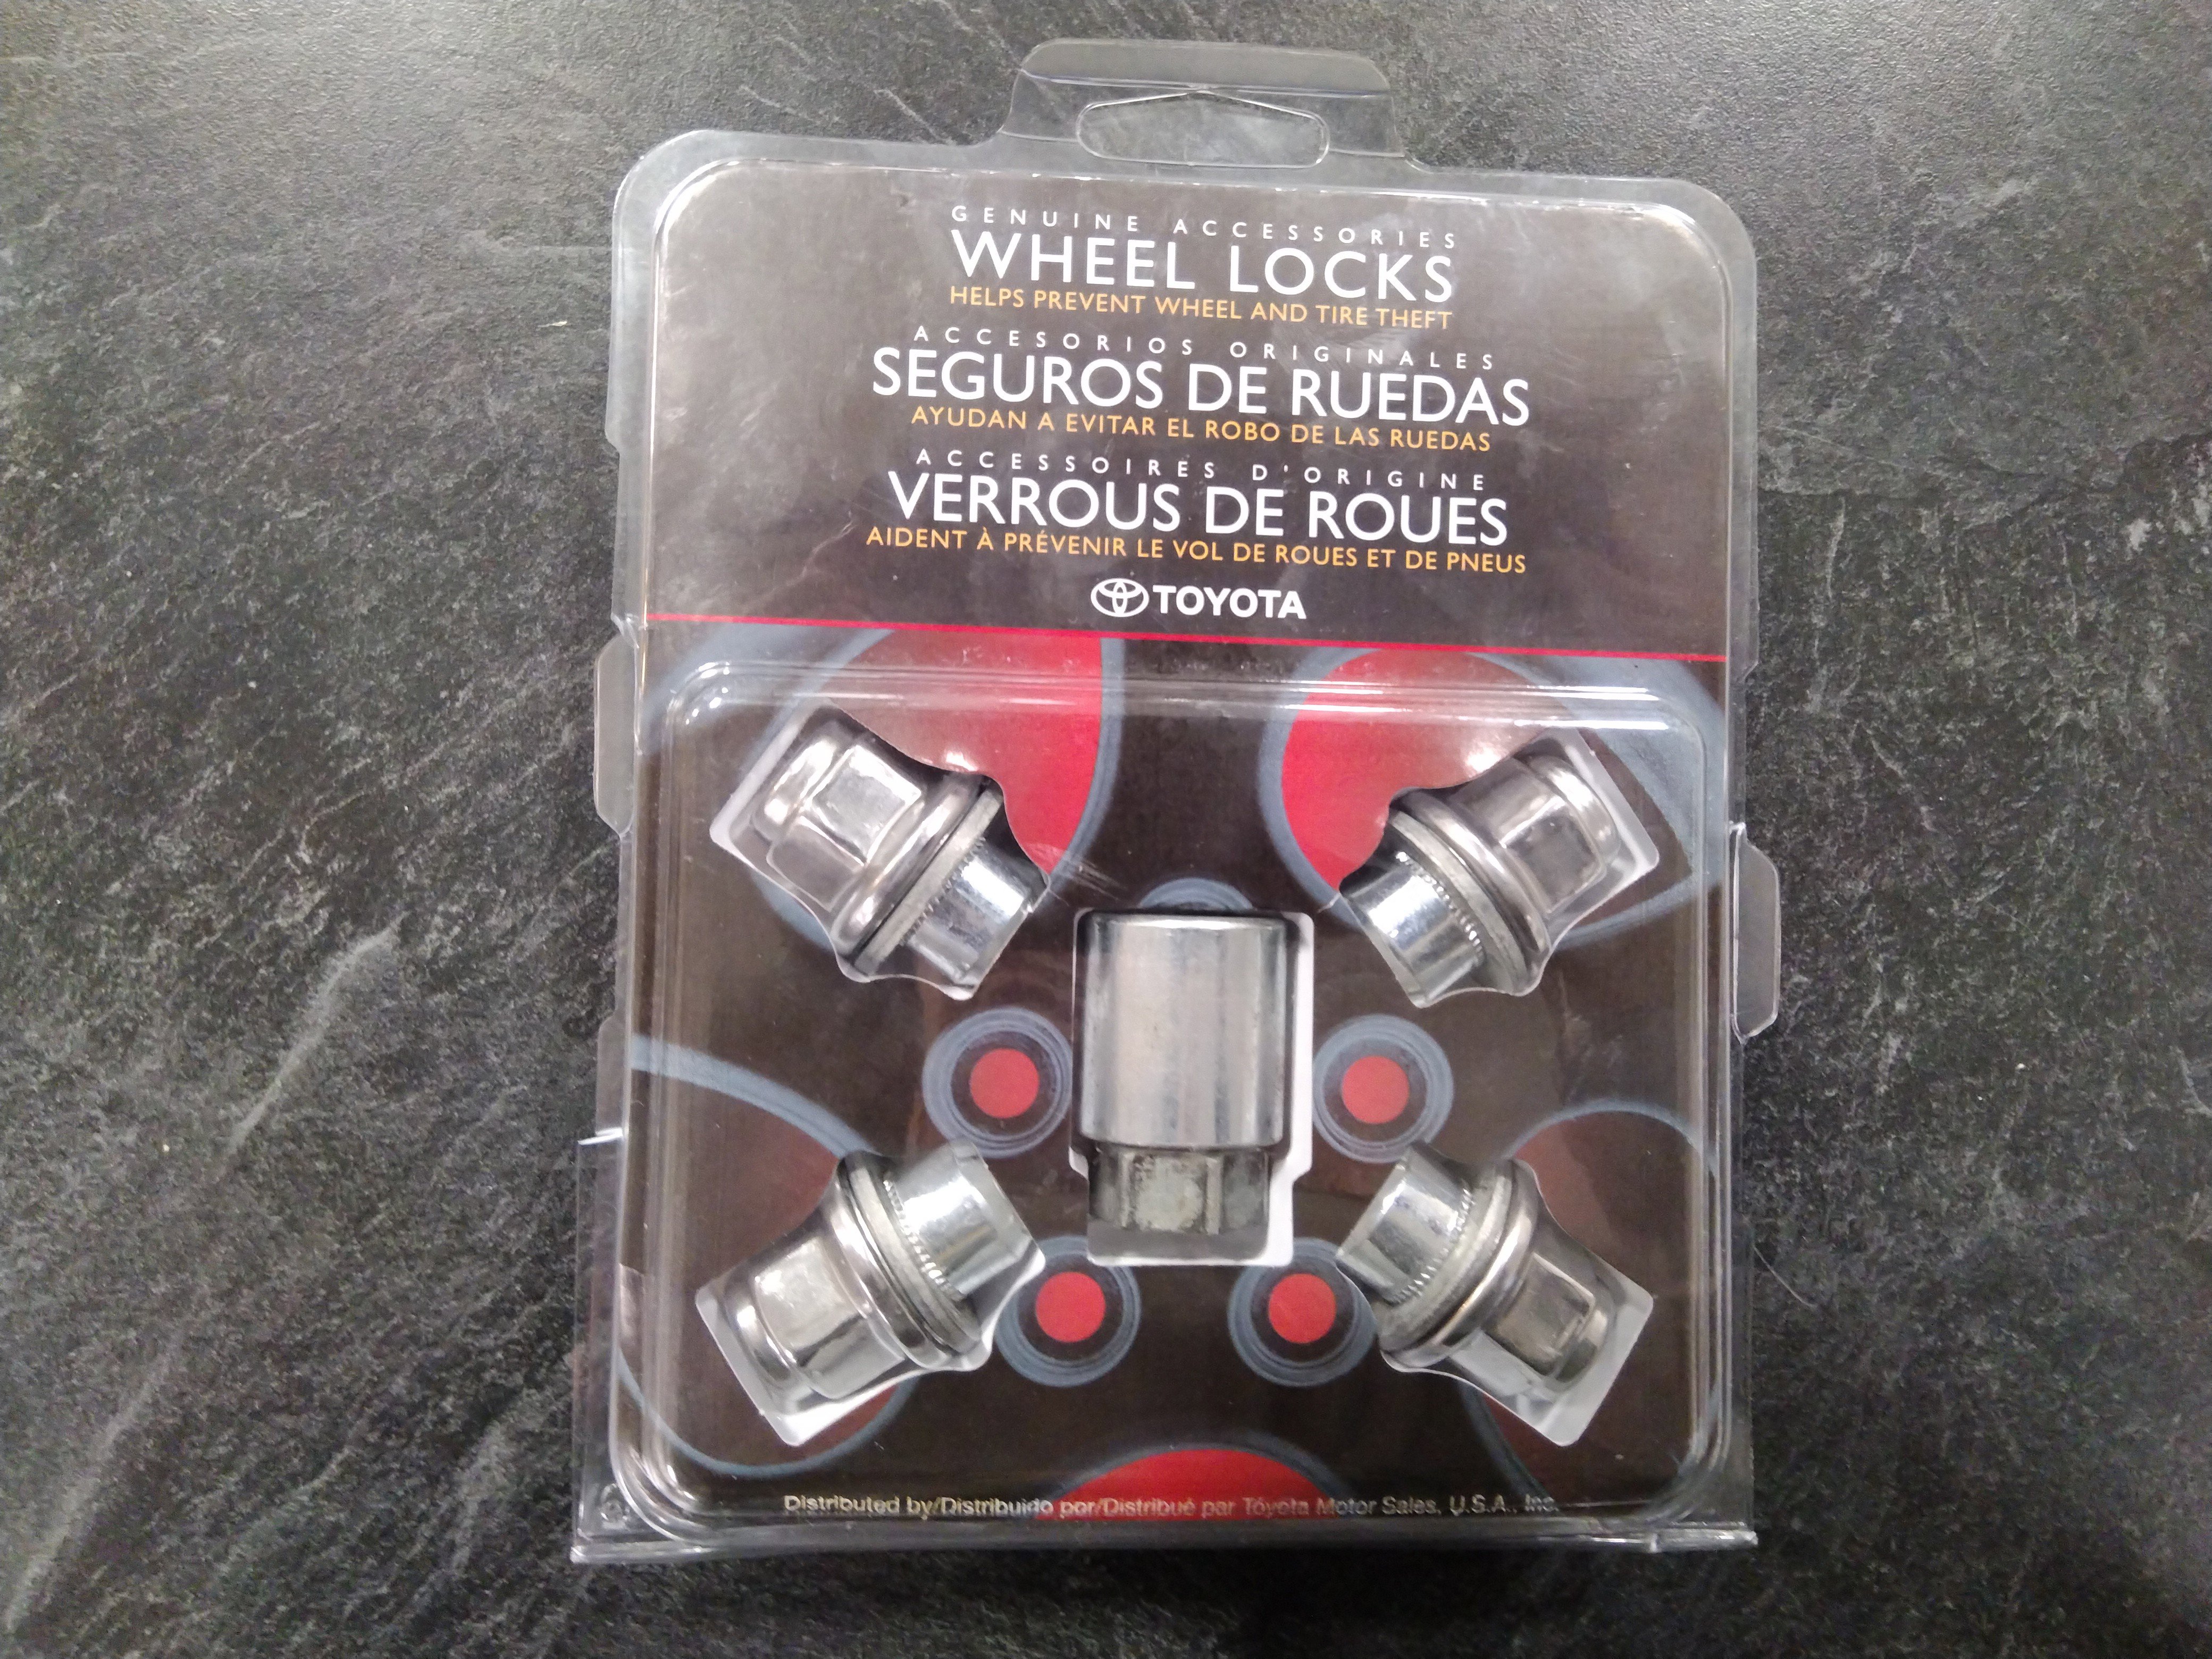 GENUINE ACCESSORIES
WHEEL LOCKS
HELPS PREVENT WHEEL AND TIRE THEFT
ACCESORIOS ORIGINALES
SEGUROS DE RUEDAS
AYUDAN A EVITAR EL ROBO DE LAS RUEDAS
ACCESSOIRES D'ORIGINE
VERROUS DE ROUES
AIDENT À PRÉVENIR LE VOL DE ROUES ET DE PNEUS
TOYOTA
Distributed by/Distribuido por/Distribué par Toyota Motor Sales, U.S.A., Inc.